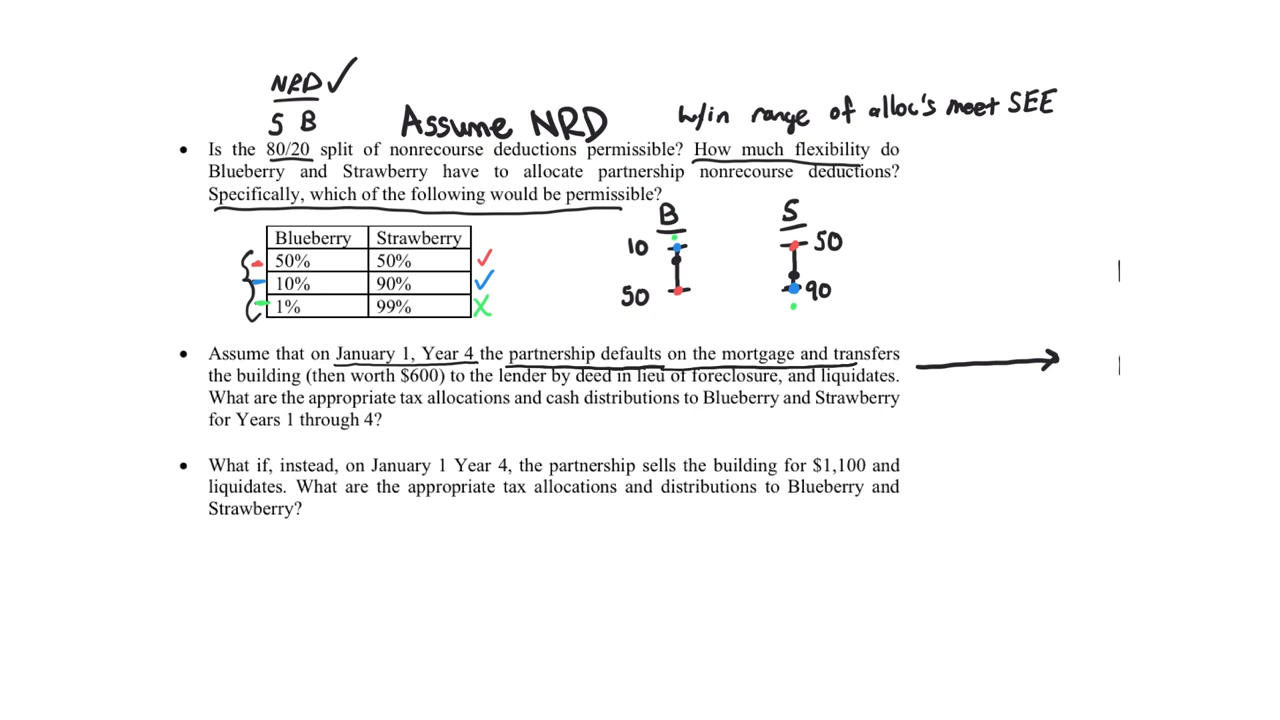 NRD✓
S B
Assume NRD
w/in range of alloc's meet SEE
• Is the 80/20 split of nonrecourse deductions permissible? How much flexibility do
Blueberry and Strawberry have to allocate partnership nonrecourse deductions?
Specifically, which of the following would be permissible?
Blueberry Strawberry
50% 50% ✓
10% 90% ✓
1% 99% X
B S
10 50
50 90
• Assume that on January 1, Year 4 the partnership defaults on the mortgage and transfers
the building (then worth $600) to the lender by deed in lieu of foreclosure, and liquidates.
What are the appropriate tax allocations and cash distributions to Blueberry and Strawberry
for Years 1 through 4?
• What if, instead, on January 1 Year 4, the partnership sells the building for $1,100 and
liquidates. What are the appropriate tax allocations and distributions to Blueberry and
Strawberry?